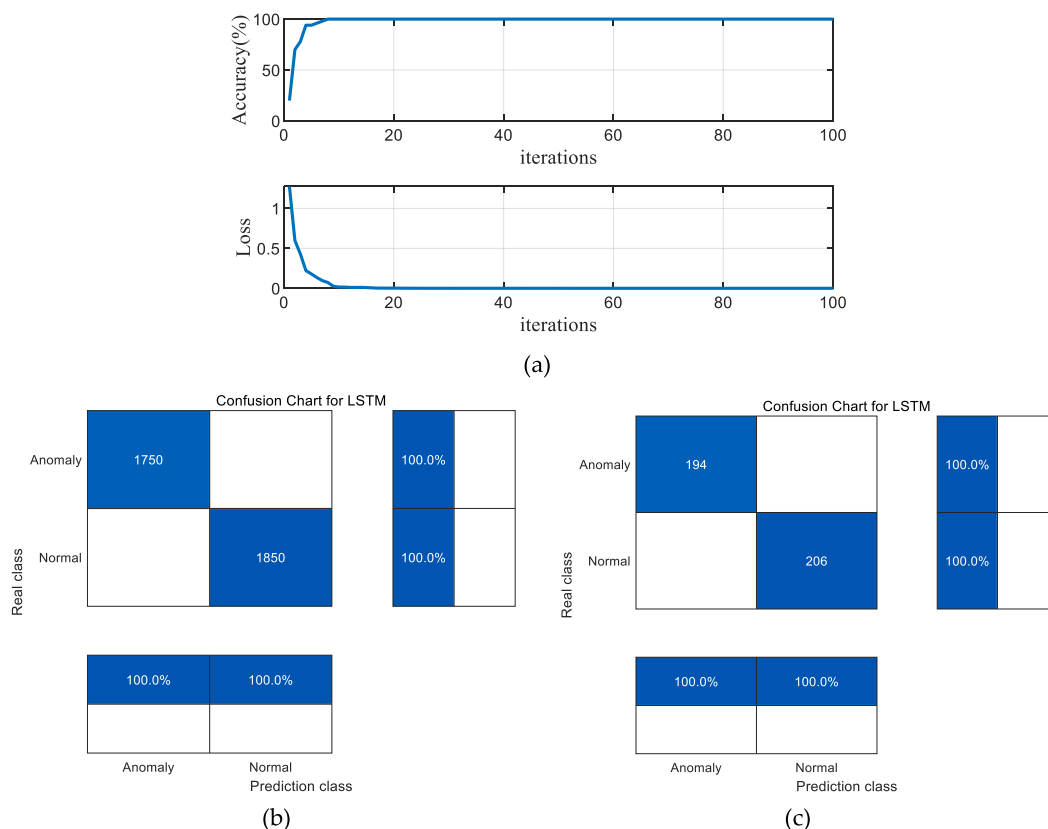 100
50
0
Accuracy(%)
0 20 40 60 80 100
iterations
1
0.5
0
Loss
0 20 40 60 80 100
iterations
(a)
Confusion Chart for LSTM
Anomaly 1750 100.0%
Normal 1850 100.0%
Real class
100.0% 100.0%
Anomaly Normal
Prediction class
(b)
Confusion Chart for LSTM
Anomaly 194 100.0%
Normal 206 100.0%
Real class
100.0% 100.0%
Anomaly Normal
Prediction class
(c)